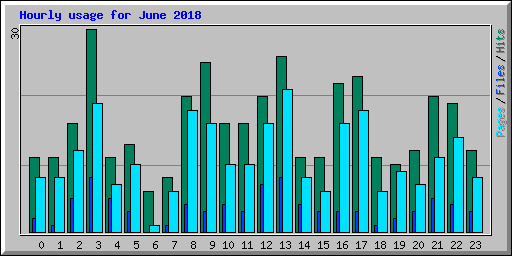 Hourly usage for June 2018
30
Pages/Files/Hits
0 1 2 3 4 5 6 7 8 9 10 11 12 13 14 15 16 17 18 19 20 21 22 23